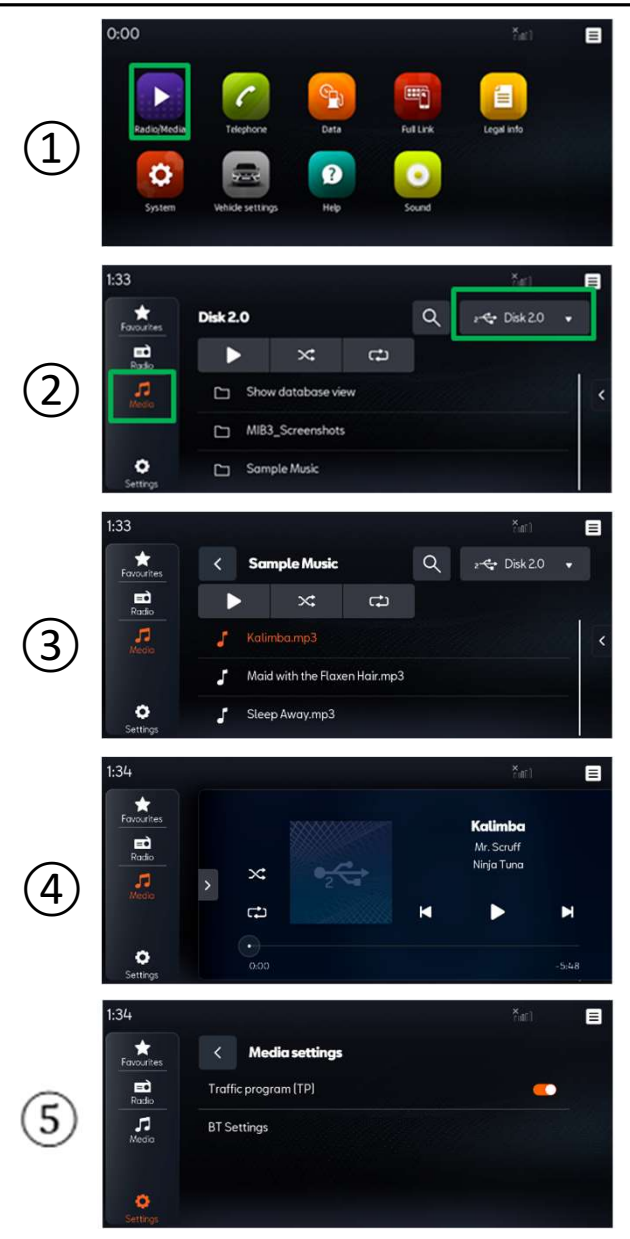 0:00
Radio/Media Telephone Data Full Link Legal info
① System Vehicle settings Help Sound
1:33
Favourites
Disk 2.0
2 Disk 2.0
Radio
② Media
Show database view
MIB3_Screenshots
Settings
Sample Music
1:33
Favourites
Sample Music
2 Disk 2.0
Radio
③ Media
Kalimba.mp3
Maid with the Flaxen Hair.mp3
Settings
Sleep Away.mp3
1:34
Favourites
Radio
④ Media
Settings
2
Kalimba
Mr. Scruff
Ninja Tuna
0:00 -5:48
1:34
Favourites
Media settings
Radio
Traffic program (TP)
⑤ Media
BT Settings
Settings